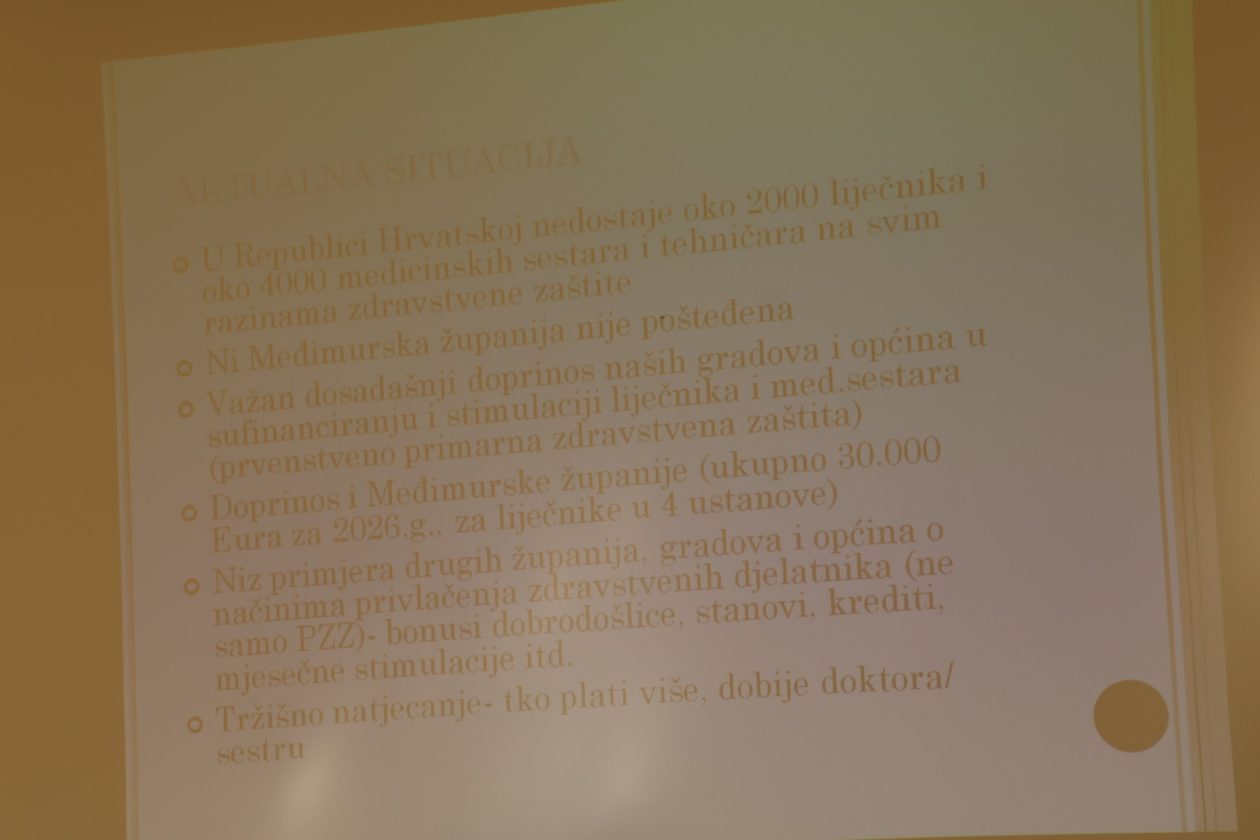 AKTUALNA SITUACIJA
U Republici Hrvatskoj nedostaje oko 2000 liječnika i
oko 4000 medicinskih sestara i tehničara na svim
razinama zdravstvene zaštite
Ni Međimurska županija nije pošteđena
Važan dosadašnji doprinos naših gradova i općina u
sufinanciranju i stimulaciji liječnika i med.sestara
(prvenstveno primarna zdravstvena zaštita)
Doprinos i Međimurske županije (ukupno 30.000
Eura za 2026.g., za liječnike u 4 ustanove)
Niz primjera drugih županija, gradova i općina o
načinima privlačenja zdravstvenih djelatnika (ne
samo PZZ)- bonusi dobrodošlice, stanovi, krediti,
mjesečne stimulacije itd.
Tržišno natjecanje- tko plati više, dobije doktora/
sestru